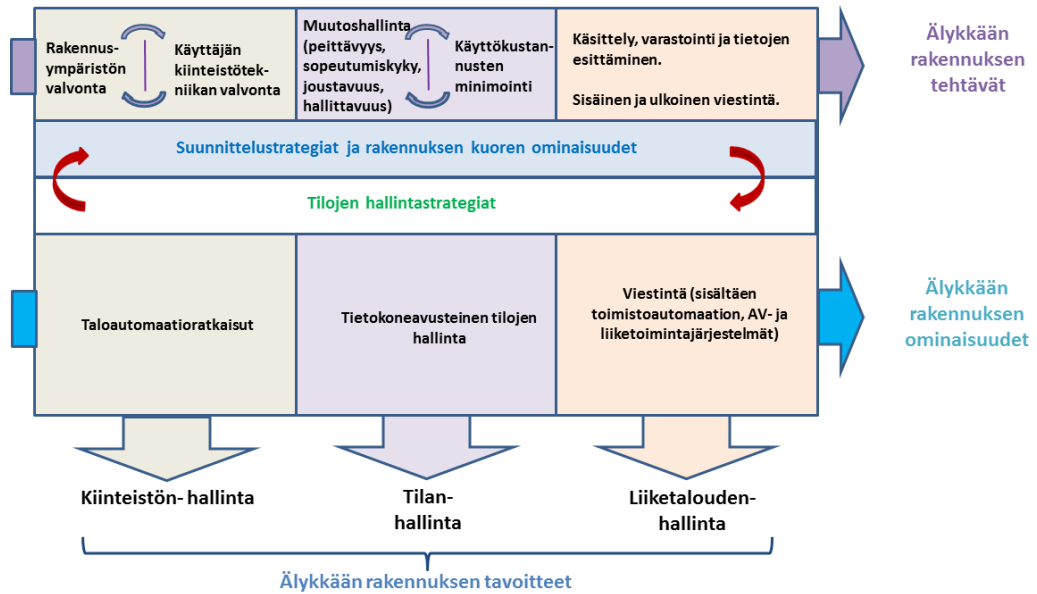 Rakennus-
ympäristön
valvonta
Käyttäjän
kiinteistötek-
niikan valvonta
Muutoshallinta
(peittävyys,
sopeutumiskyky,
joustavuus,
hallittavuus)
Käyttökustan-
nusten
minimointi
Käsittely, varastointi ja tietojen
esittäminen.
Sisäinen ja ulkoinen viestintä.
Älykkään
rakennuksen
tehtävät
Suunnittelustrategiat ja rakennuksen kuoren ominaisuudet
Tilojen hallintastrategiat
Taloautomaatioratkaisut
Tietokoneavusteinen tilojen
hallinta
Viestintä (sisältäen
toimistoautomaation, AV- ja
liiketoimintajärjestelmät)
Älykkään
rakennuksen
ominaisuudet
Kiinteistön- hallinta
Tilan-
hallinta
Liiketalouden-
hallinta
Älykkään rakennuksen tavoitteet